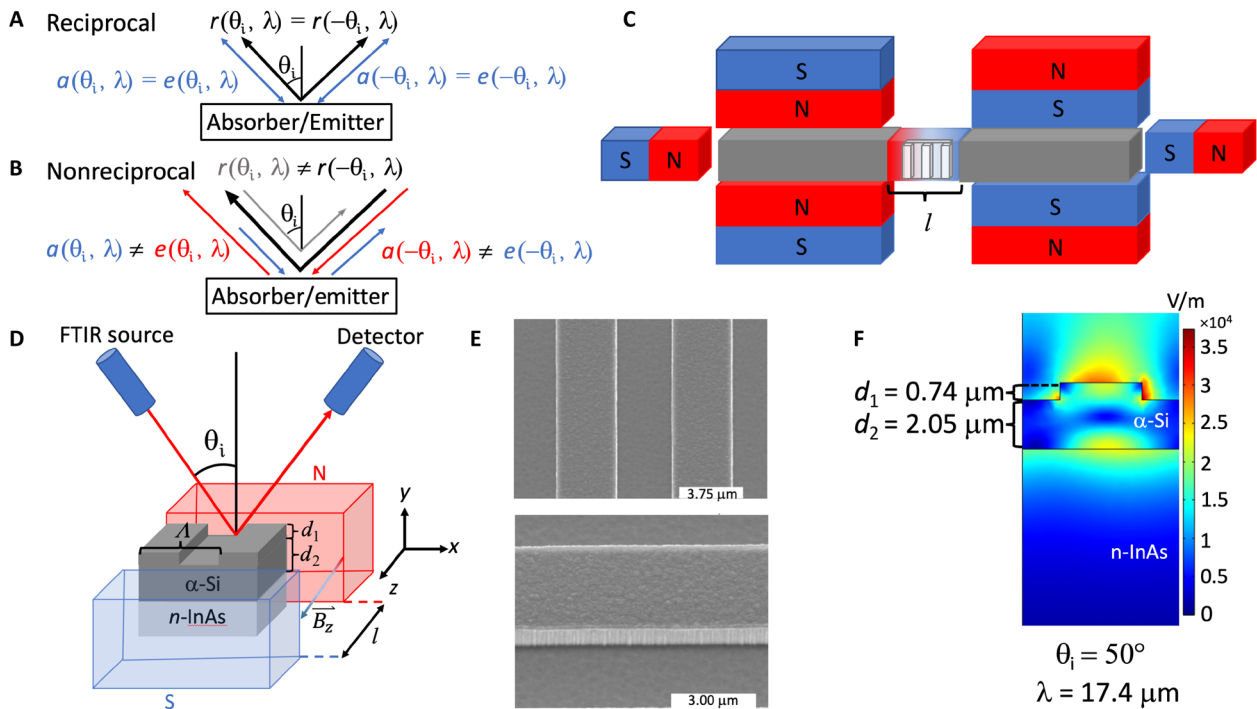 A
Reciprocal
r(θi, λ) = r(-θi, λ)
θi
a(θi, λ) = e(θi, λ)
a(-θi, λ) = e(-θi, λ)
Absorber/Emitter
B
Nonreciprocal
r(θi, λ) ≠ r(-θi, λ)
θi
a(θi, λ) ≠ e(θi, λ)
a(-θi, λ) ≠ e(-θi, λ)
Absorber/emitter
C
S
N
N
S
S
N
S
N
N
S
S
N
l
D
FTIR source
Detector
θi
N
Λ
d1
d2
α-Si
n-InAs
Bz
l
S
y
x
z
E
3.75 μm
3.00 μm
F
V/m
×10⁴
3.5
3
2.5
2
1.5
1
0.5
0
d1 = 0.74 μm
d2 = 2.05 μm
α-Si
n-InAs
θi = 50°
λ = 17.4 μm